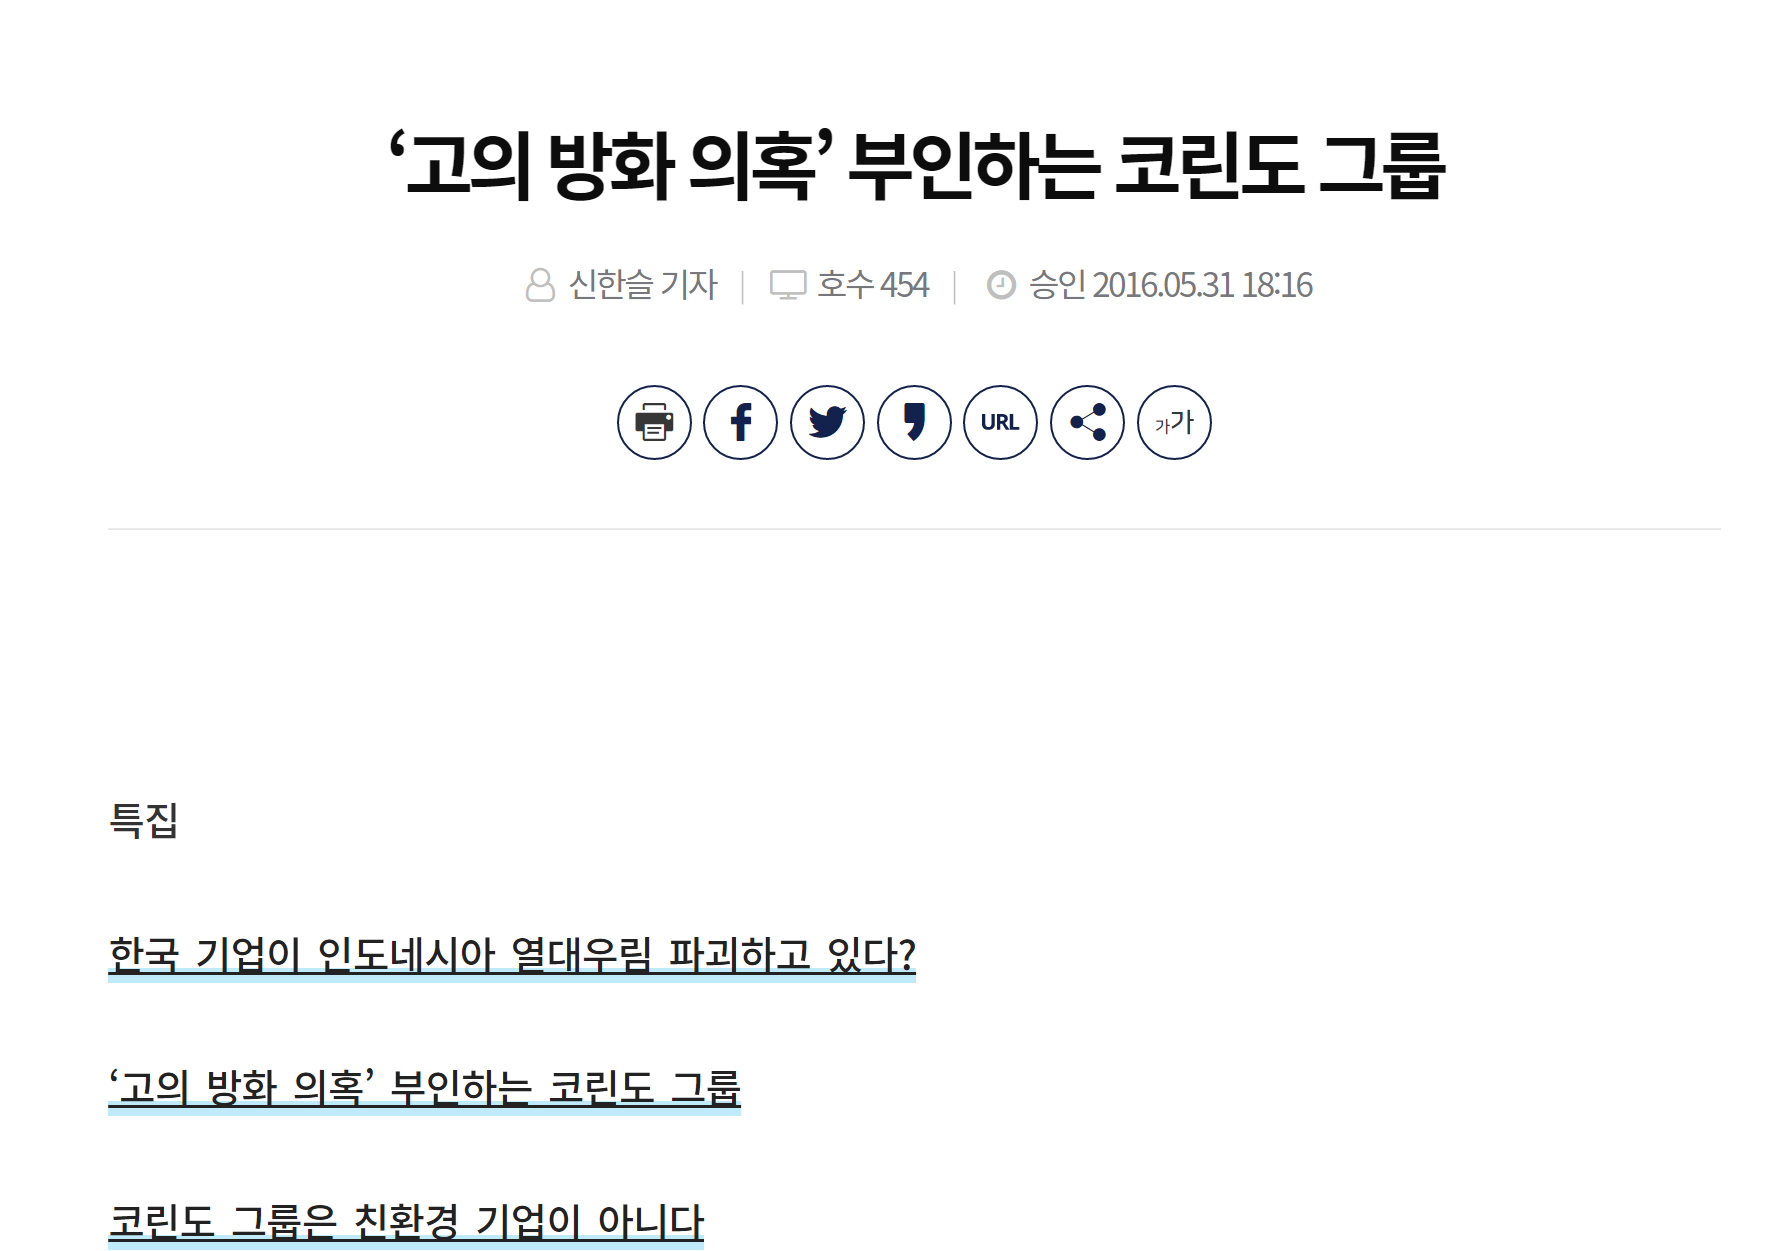 ‘고의 방화 의혹’ 부인하는 코린도 그룹
신한슬 기자 | 호수 454 | 승인 2016.05.31 18:16
URL 가가
특집
한국 기업이 인도네시아 열대우림 파괴하고 있다?
‘고의 방화 의혹’ 부인하는 코린도 그룹
코린도 그룹은 친환경 기업이 아니다